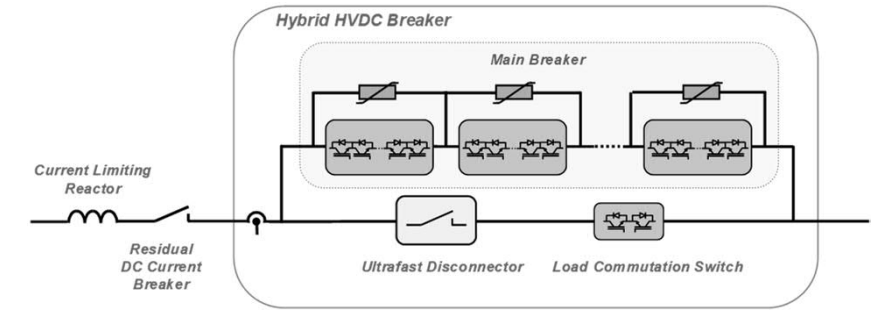 Hybrid HVDC Breaker
Main Breaker
Current Limiting
Reactor
Residual
DC Current
Breaker
Ultrafast Disconnector
Load Commutation Switch